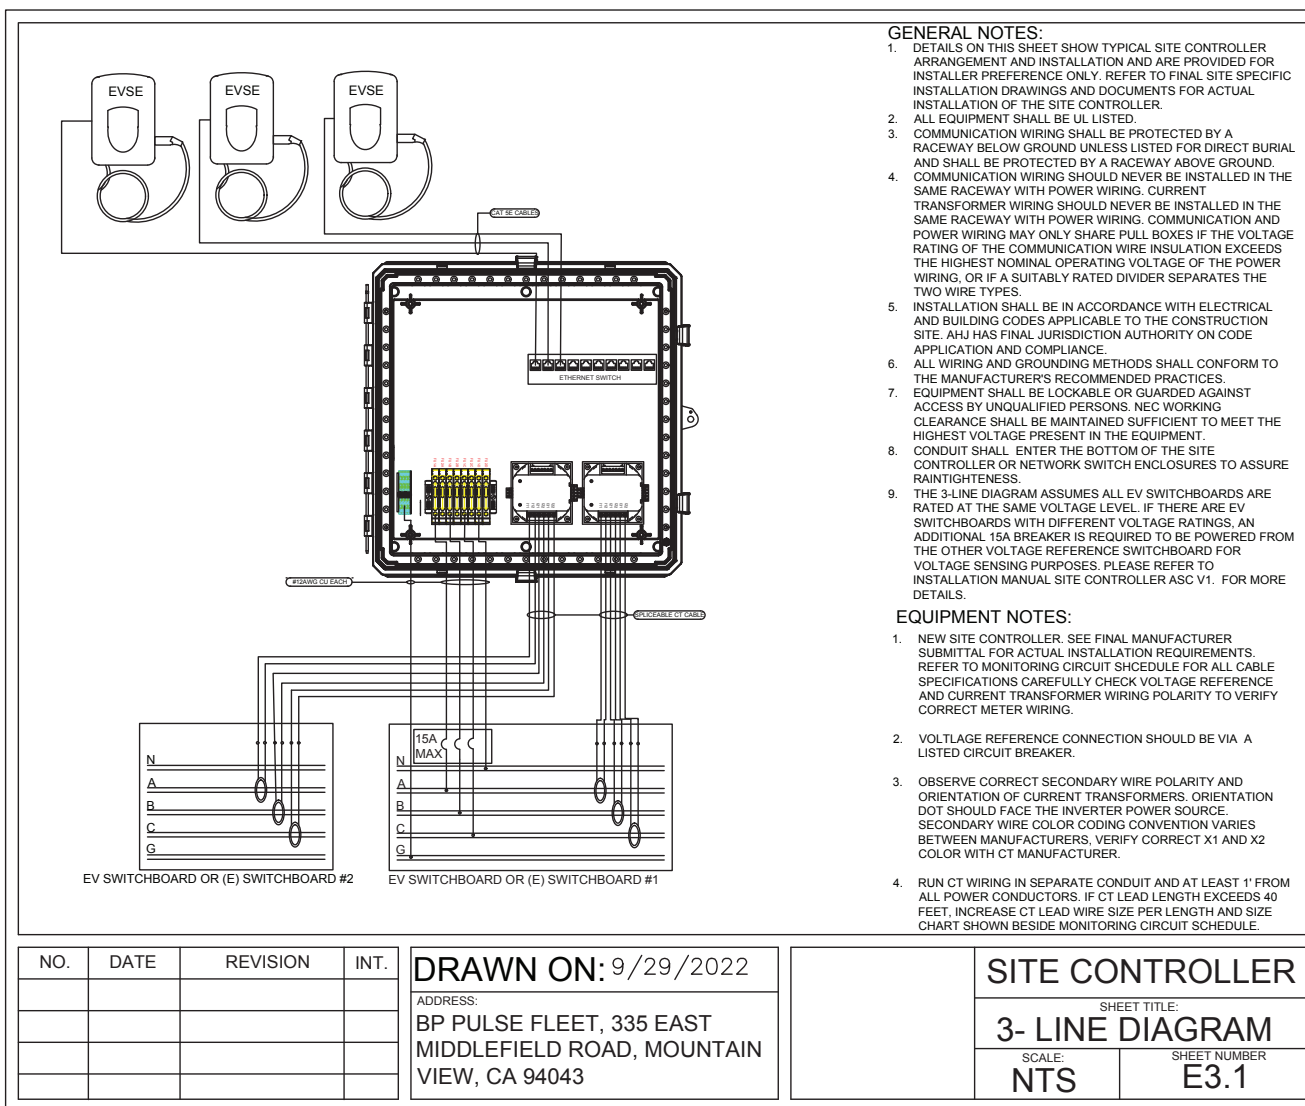 EVSE
EVSE
EVSE
CAT 5E CABLES
ETHERNET SWITCH
#12AWG CU EACH
SPLICEABLE CT CABLE
15A
MAX
N
A
B
C
G
N
A
B
C
G
EV SWITCHBOARD OR (E) SWITCHBOARD #2
EV SWITCHBOARD OR (E) SWITCHBOARD #1
GENERAL NOTES:
1. DETAILS ON THIS SHEET SHOW TYPICAL SITE CONTROLLER
ARRANGEMENT AND INSTALLATION AND ARE PROVIDED FOR
INSTALLER PREFERENCE ONLY. REFER TO FINAL SITE SPECIFIC
INSTALLATION DRAWINGS AND DOCUMENTS FOR ACTUAL
INSTALLATION OF THE SITE CONTROLLER.
2. ALL EQUIPMENT SHALL BE UL LISTED.
3. COMMUNICATION WIRING SHALL BE PROTECTED BY A
RACEWAY BELOW GROUND UNLESS LISTED FOR DIRECT BURIAL
AND SHALL BE PROTECTED BY A RACEWAY ABOVE GROUND.
4. COMMUNICATION WIRING SHOULD NEVER BE INSTALLED IN THE
SAME RACEWAY WITH POWER WIRING. CURRENT
TRANSFORMER WIRING SHOULD NEVER BE INSTALLED IN THE
SAME RACEWAY WITH POWER WIRING. COMMUNICATION AND
POWER WIRING MAY ONLY SHARE PULL BOXES IF THE VOLTAGE
RATING OF THE COMMUNICATION WIRE INSULATION EXCEEDS
THE HIGHEST NOMINAL OPERATING VOLTAGE OF THE POWER
WIRING, OR IF A SUITABLY RATED DIVIDER SEPARATES THE
TWO WIRE TYPES.
5. INSTALLATION SHALL BE IN ACCORDANCE WITH ELECTRICAL
AND BUILDING CODES APPLICABLE TO THE CONSTRUCTION
SITE. AHJ HAS FINAL JURISDICTION AUTHORITY ON CODE
APPLICATION AND COMPLIANCE.
6. ALL WIRING AND GROUNDING METHODS SHALL CONFORM TO
THE MANUFACTURER'S RECOMMENDED PRACTICES.
7. EQUIPMENT SHALL BE LOCKABLE OR GUARDED AGAINST
ACCESS BY UNQUALIFIED PERSONS. NEC WORKING
CLEARANCE SHALL BE MAINTAINED SUFFICIENT TO MEET THE
HIGHEST VOLTAGE PRESENT IN THE EQUIPMENT.
8. CONDUIT SHALL ENTER THE BOTTOM OF THE SITE
CONTROLLER OR NETWORK SWITCH ENCLOSURES TO ASSURE
RAINTIGHTENESS.
9. THE 3-LINE DIAGRAM ASSUMES ALL EV SWITCHBOARDS ARE
RATED AT THE SAME VOLTAGE LEVEL. IF THERE ARE EV
SWITCHBOARDS WITH DIFFERENT VOLTAGE RATINGS, AN
ADDITIONAL 15A BREAKER IS REQUIRED TO BE POWERED FROM
THE OTHER VOLTAGE REFERENCE SWITCHBOARD FOR
VOLTAGE SENSING PURPOSES. PLEASE REFER TO
INSTALLATION MANUAL SITE CONTROLLER ASC V1. FOR MORE
DETAILS.
EQUIPMENT NOTES:
1. NEW SITE CONTROLLER. SEE FINAL MANUFACTURER
SUBMITTAL FOR ACTUAL INSTALLATION REQUIREMENTS.
REFER TO MONITORING CIRCUIT SHCEDULE FOR ALL CABLE
SPECIFICATIONS CAREFULLY CHECK VOLTAGE REFERENCE
AND CURRENT TRANSFORMER WIRING POLARITY TO VERIFY
CORRECT METER WIRING.
2. VOLTLAGE REFERENCE CONNECTION SHOULD BE VIA A
LISTED CIRCUIT BREAKER.
3. OBSERVE CORRECT SECONDARY WIRE POLARITY AND
ORIENTATION OF CURRENT TRANSFORMERS. ORIENTATION
DOT SHOULD FACE THE INVERTER POWER SOURCE.
SECONDARY WIRE COLOR CODING CONVENTION VARIES
BETWEEN MANUFACTURERS, VERIFY CORRECT X1 AND X2
COLOR WITH CT MANUFACTURER.
4. RUN CT WIRING IN SEPARATE CONDUIT AND AT LEAST 1' FROM
ALL POWER CONDUCTORS. IF CT LEAD LENGTH EXCEEDS 40
FEET, INCREASE CT LEAD WIRE SIZE PER LENGTH AND SIZE
CHART SHOWN BESIDE MONITORING CIRCUIT SCHEDULE.
NO. DATE REVISION INT.
DRAWN ON: 9/29/2022
ADDRESS:
BP PULSE FLEET, 335 EAST
MIDDLEFIELD ROAD, MOUNTAIN
VIEW, CA 94043
SITE CONTROLLER
SHEET TITLE:
3- LINE DIAGRAM
SCALE:
NTS
SHEET NUMBER
E3.1